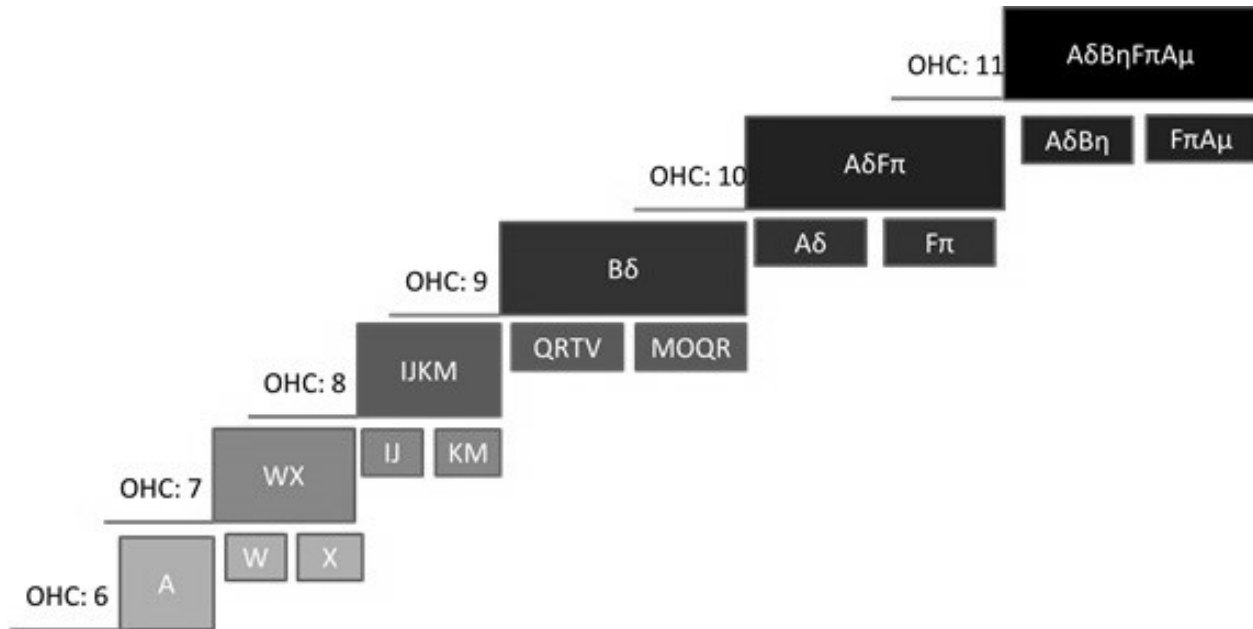 OHC: 11
AδBηFπAμ
AδBη
FπAμ
OHC: 10
AδFπ
Aδ
Fπ
OHC: 9
Bδ
QRTV
MOQR
OHC: 8
IJKM
IJ
KM
OHC: 7
WX
W
X
OHC: 6
A